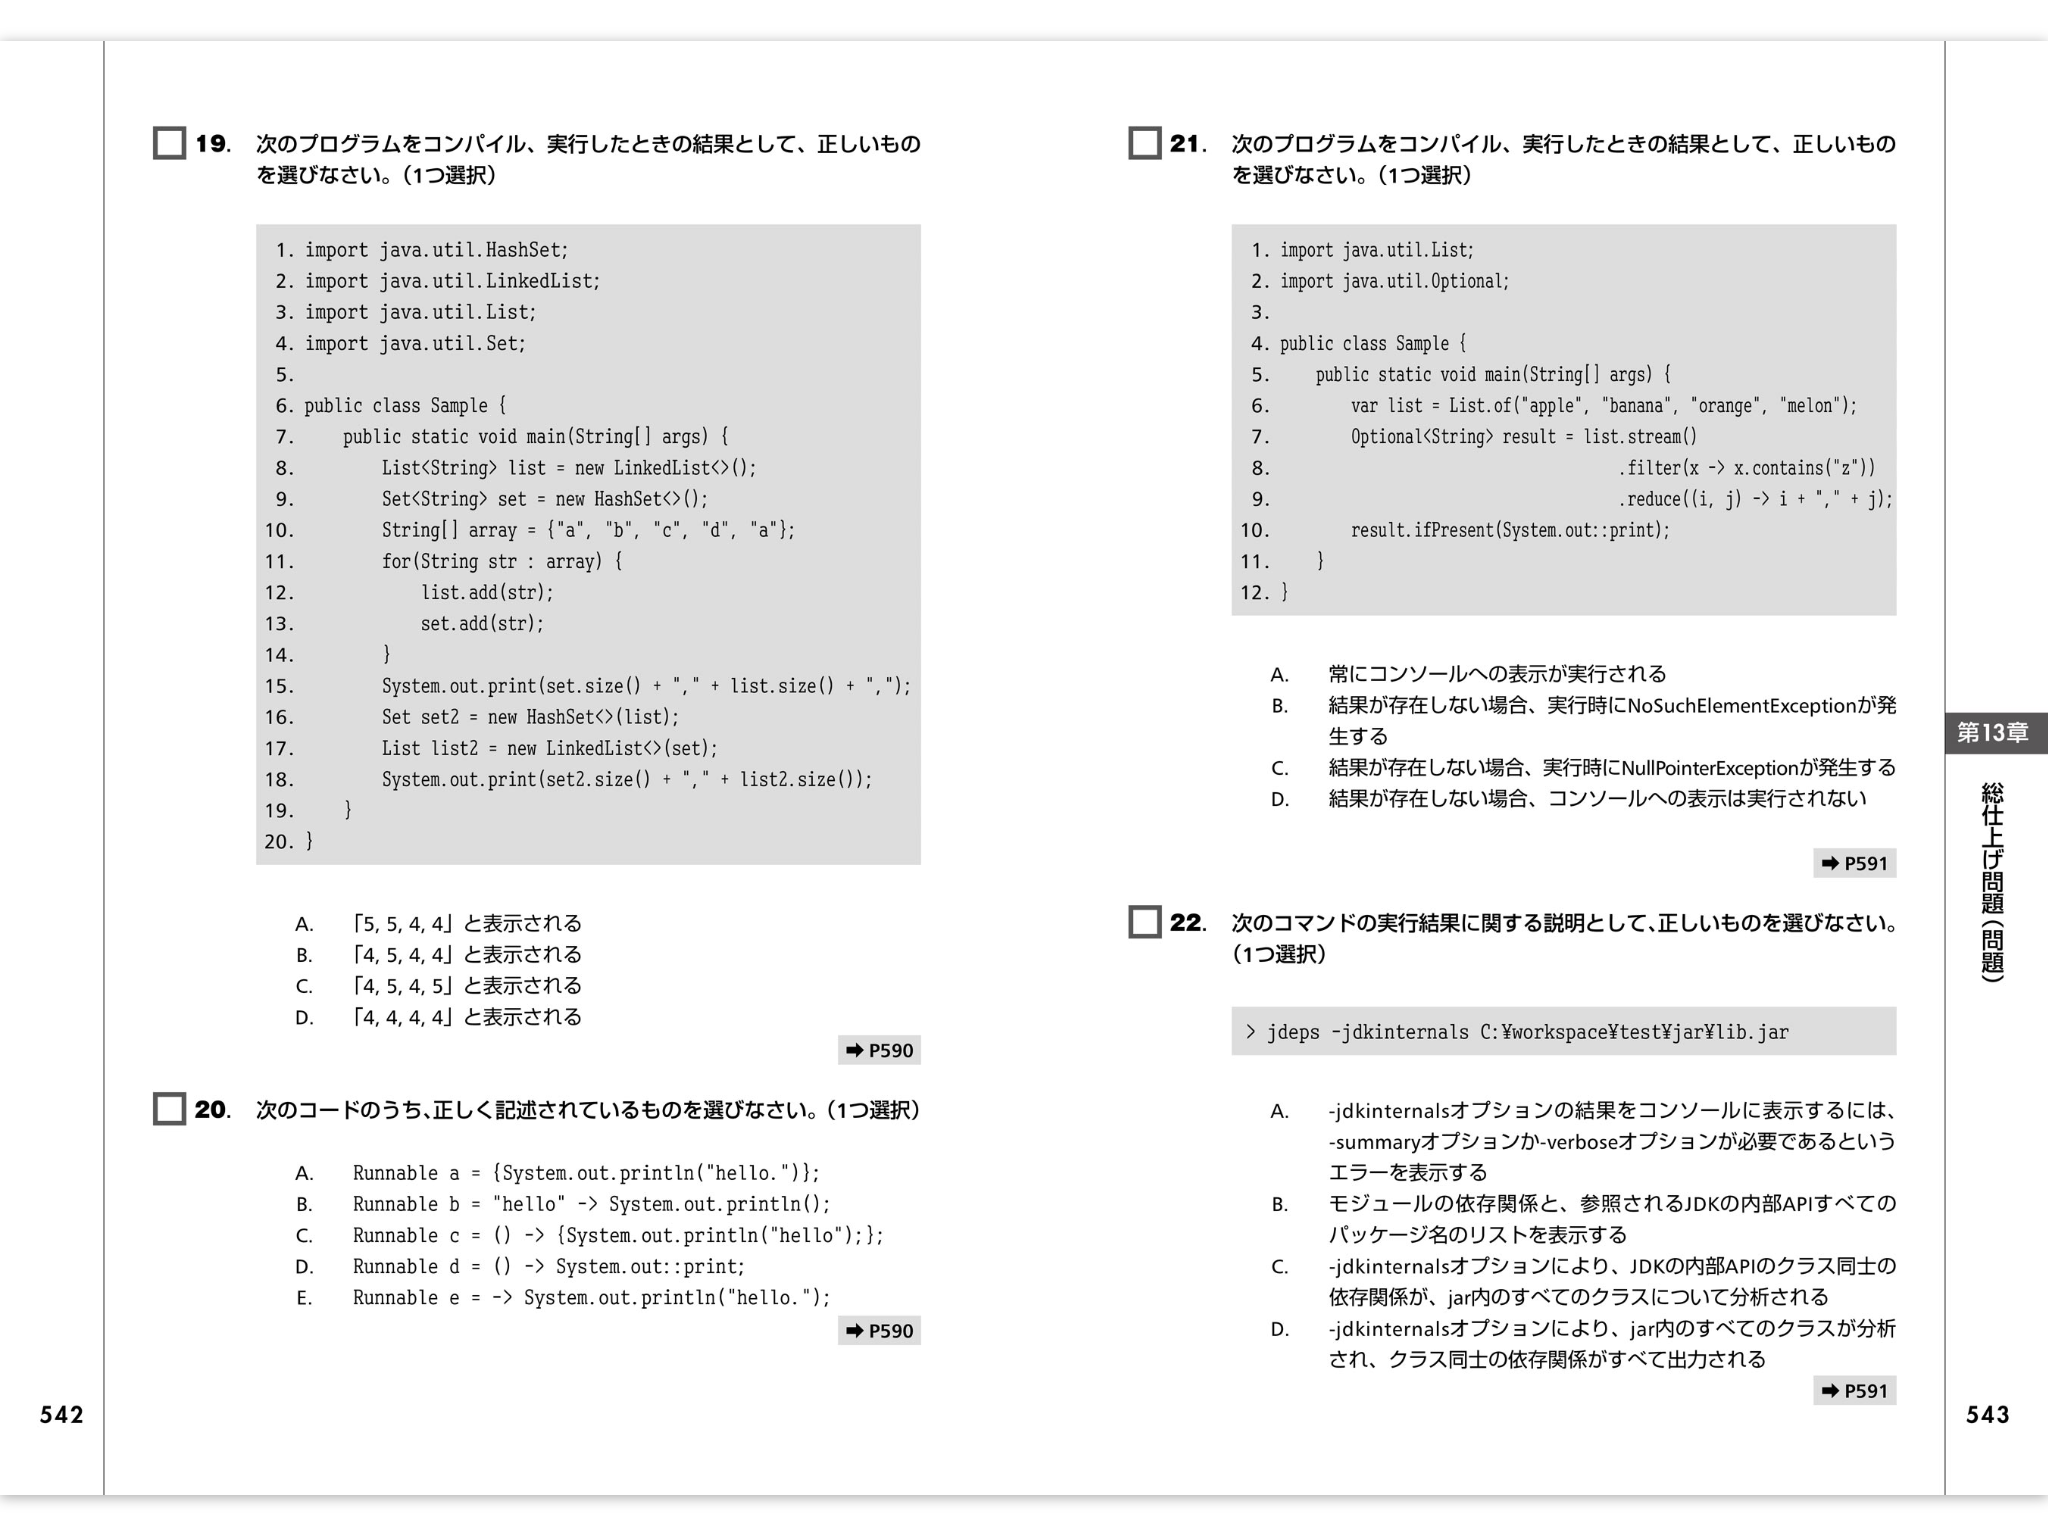 19. 次のプログラムをコンパイル、実行したときの結果として、正しいもの
を選びなさい。（1つ選択）
1. import java.util.HashSet;
2. import java.util.LinkedList;
3. import java.util.List;
4. import java.util.Set;
5.
6. public class Sample {
7.     public static void main(String[] args) {
8.         List<String> list = new LinkedList<>();
9.         Set<String> set = new HashSet<>();
10.         String[] array = {"a", "b", "c", "d", "a"};
11.         for(String str : array) {
12.             list.add(str);
13.             set.add(str);
14.         }
15.         System.out.print(set.size() + "," + list.size() + ",");
16.         Set set2 = new HashSet<>(list);
17.         List list2 = new LinkedList<>(set);
18.         System.out.print(set2.size() + "," + list2.size());
19.     }
20. }
A. 「5, 5, 4, 4」と表示される
B. 「4, 5, 4, 4」と表示される
C. 「4, 5, 4, 5」と表示される
D. 「4, 4, 4, 4」と表示される
➡ P590
20. 次のコードのうち、正しく記述されているものを選びなさい。（1つ選択）
A. Runnable a = {System.out.println("hello.")};
B. Runnable b = "hello" -> System.out.println();
C. Runnable c = () -> {System.out.println("hello");};
D. Runnable d = () -> System.out::print;
E. Runnable e = -> System.out.println("hello.");
➡ P590
542
21. 次のプログラムをコンパイル、実行したときの結果として、正しいもの
を選びなさい。（1つ選択）
1. import java.util.List;
2. import java.util.Optional;
3.
4. public class Sample {
5.     public static void main(String[] args) {
6.         var list = List.of("apple", "banana", "orange", "melon");
7.         Optional<String> result = list.stream()
8.                                         .filter(x -> x.contains("z"))
9.                                         .reduce((i, j) -> i + "," + j);
10.         result.ifPresent(System.out::print);
11.     }
12. }
A. 常にコンソールへの表示が実行される
B. 結果が存在しない場合、実行時にNoSuchElementExceptionが発
生する
C. 結果が存在しない場合、実行時にNullPointerExceptionが発生する
D. 結果が存在しない場合、コンソールへの表示は実行されない
➡ P591
22. 次のコマンドの実行結果に関する説明として、正しいものを選びなさい。
（1つ選択）
> jdeps -jdkinternals C:¥workspace¥test¥jar¥lib.jar
A. -jdkinternalsオプションの結果をコンソールに表示するには、
-summaryオプションか-verboseオプションが必要であるという
エラーを表示する
B. モジュールの依存関係と、参照されるJDKの内部APIすべての
パッケージ名のリストを表示する
C. -jdkinternalsオプションにより、JDKの内部APIのクラス同士の
依存関係が、jar内のすべてのクラスについて分析される
D. -jdkinternalsオプションにより、jar内のすべてのクラスが分析
され、クラス同士の依存関係がすべて出力される
➡ P591
第13章
総仕上げ問題（問題）
543